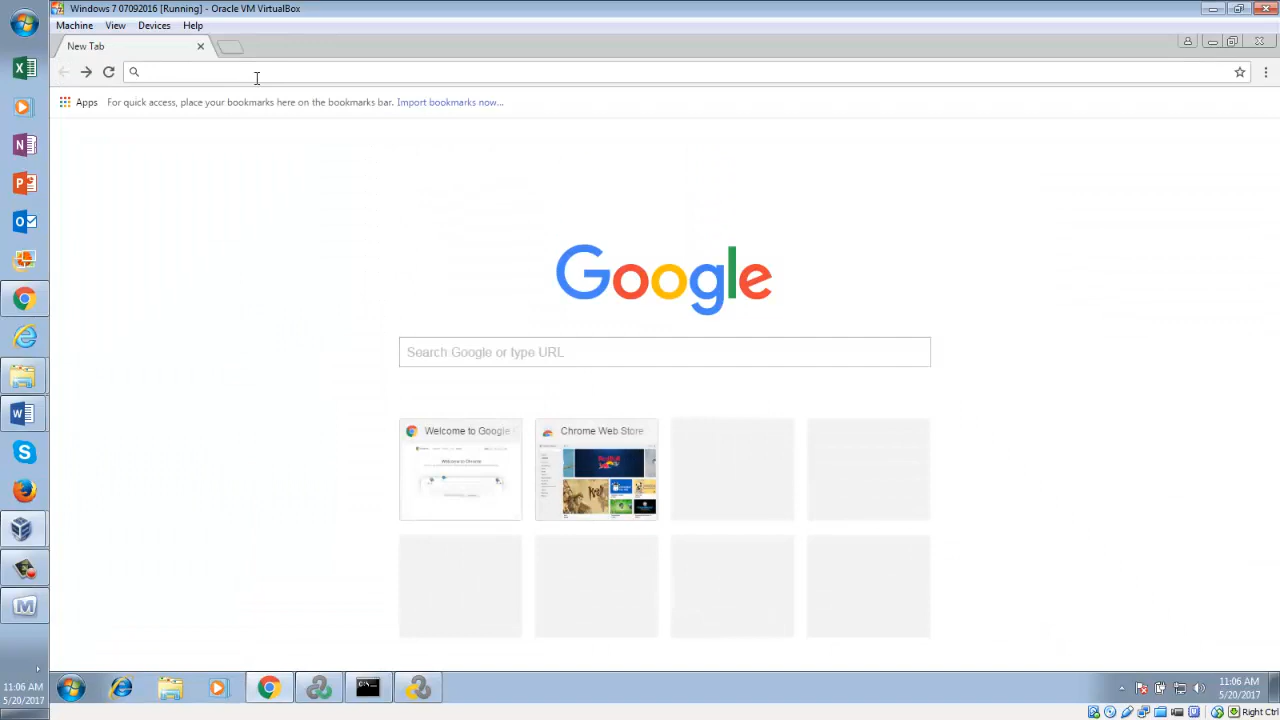 Windows 7 07092016 [Running] - Oracle VM VirtualBox
Machine View Devices Help
New Tab
Apps For quick access, place your bookmarks here on the bookmarks bar. Import bookmarks now...
Google
Search Google or type URL
Welcome to Google
Chrome Web Store
11:06 AM
5/20/2017
11:06 AM
5/20/2017
Right Ctrl